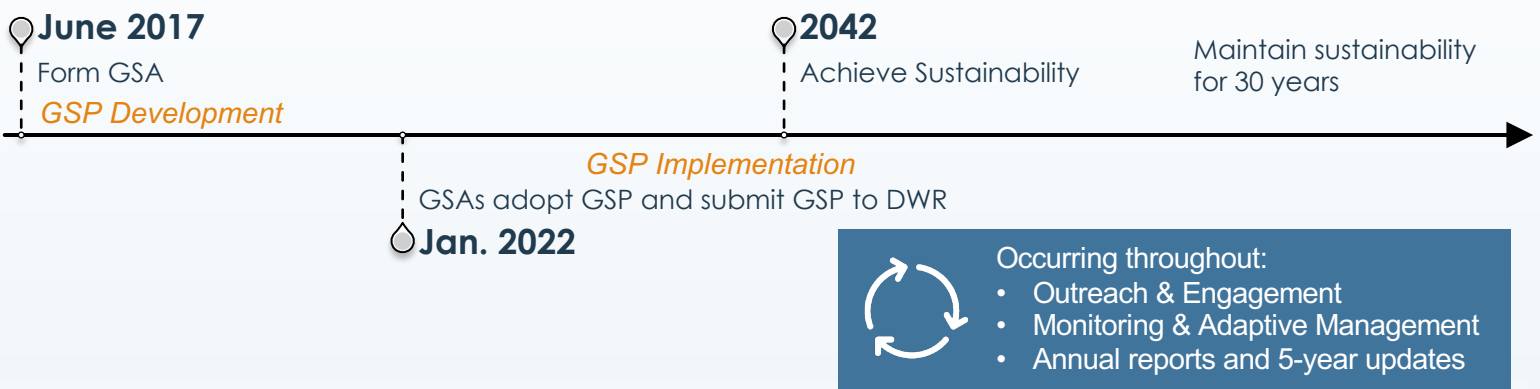 June 2017
Form GSA
GSP Development
2042
Achieve Sustainability
Maintain sustainability
for 30 years
GSP Implementation
GSAs adopt GSP and submit GSP to DWR
Jan. 2022
Occurring throughout:
• Outreach & Engagement
• Monitoring & Adaptive Management
• Annual reports and 5-year updates